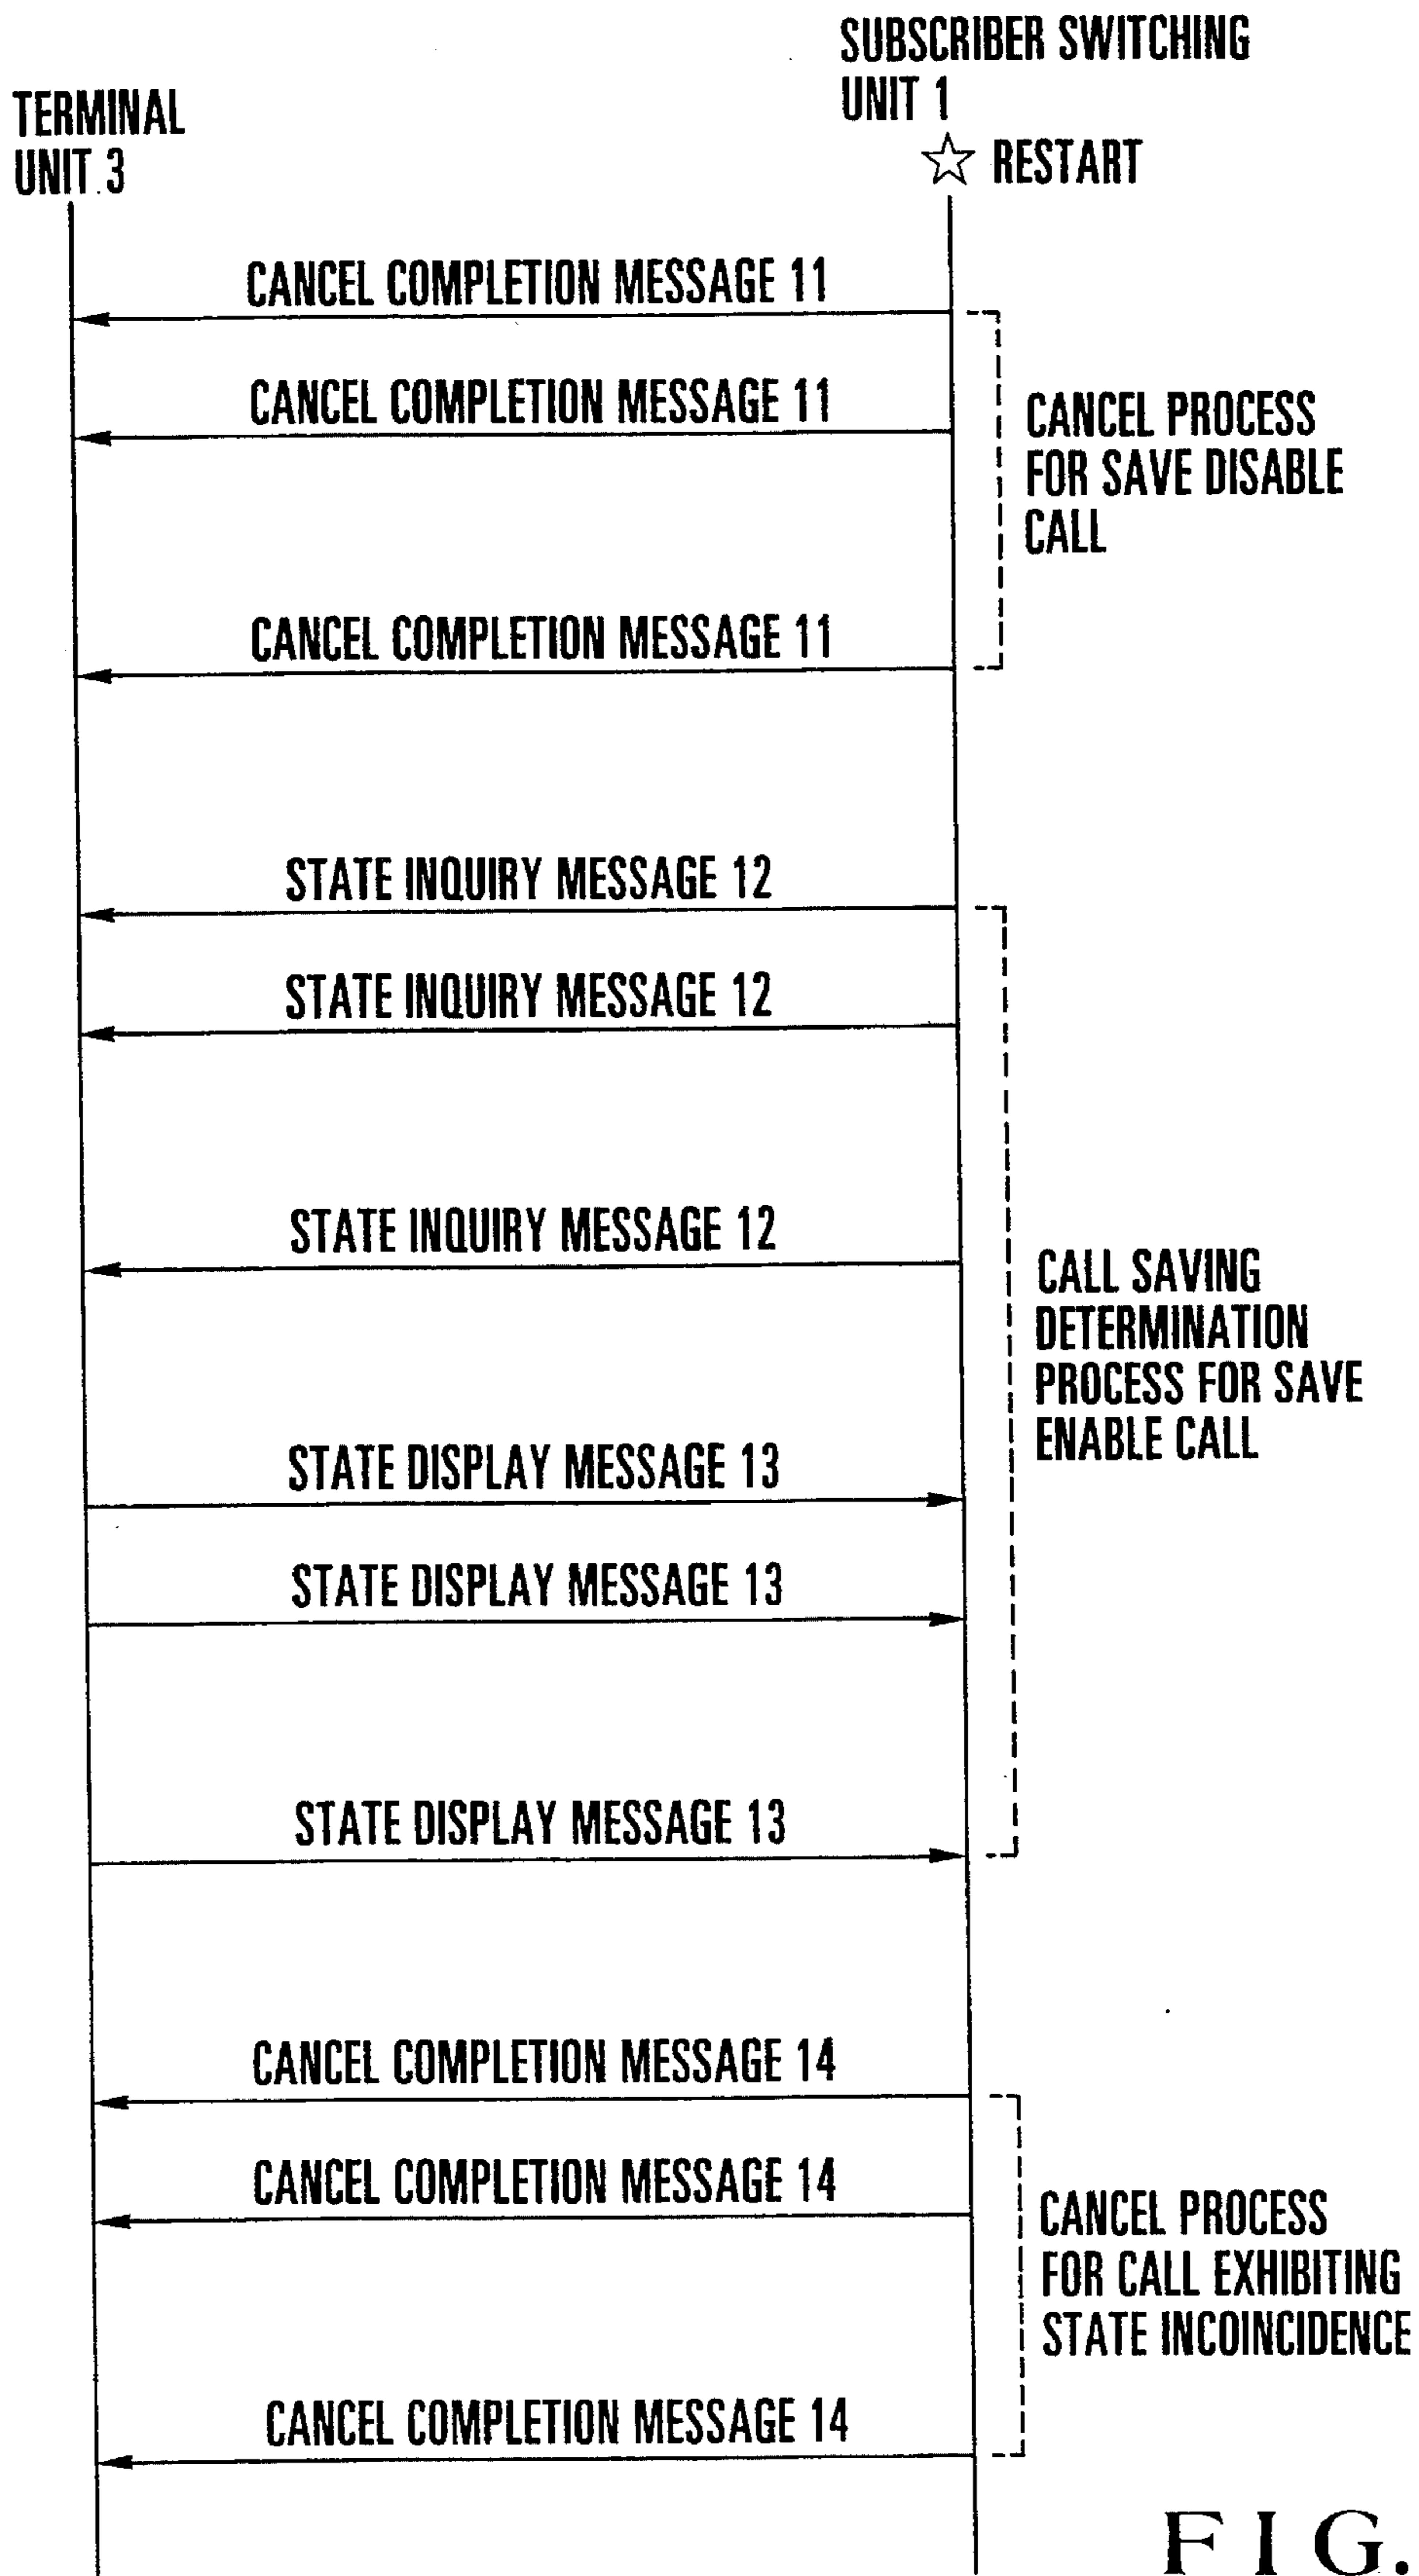 SUBSCRIBER SWITCHING
UNIT 1
TERMINAL
UNIT 3
RESTART
CANCEL COMPLETION MESSAGE 11
CANCEL COMPLETION MESSAGE 11
CANCEL PROCESS
FOR SAVE DISABLE
CALL
CANCEL COMPLETION MESSAGE 11
STATE INQUIRY MESSAGE 12
STATE INQUIRY MESSAGE 12
STATE INQUIRY MESSAGE 12
CALL SAVING
DETERMINATION
PROCESS FOR SAVE
ENABLE CALL
STATE DISPLAY MESSAGE 13
STATE DISPLAY MESSAGE 13
STATE DISPLAY MESSAGE 13
CANCEL COMPLETION MESSAGE 14
CANCEL COMPLETION MESSAGE 14
CANCEL PROCESS
FOR CALL EXHIBITING
STATE INCOINCIDENCE
CANCEL COMPLETION MESSAGE 14
FIG.